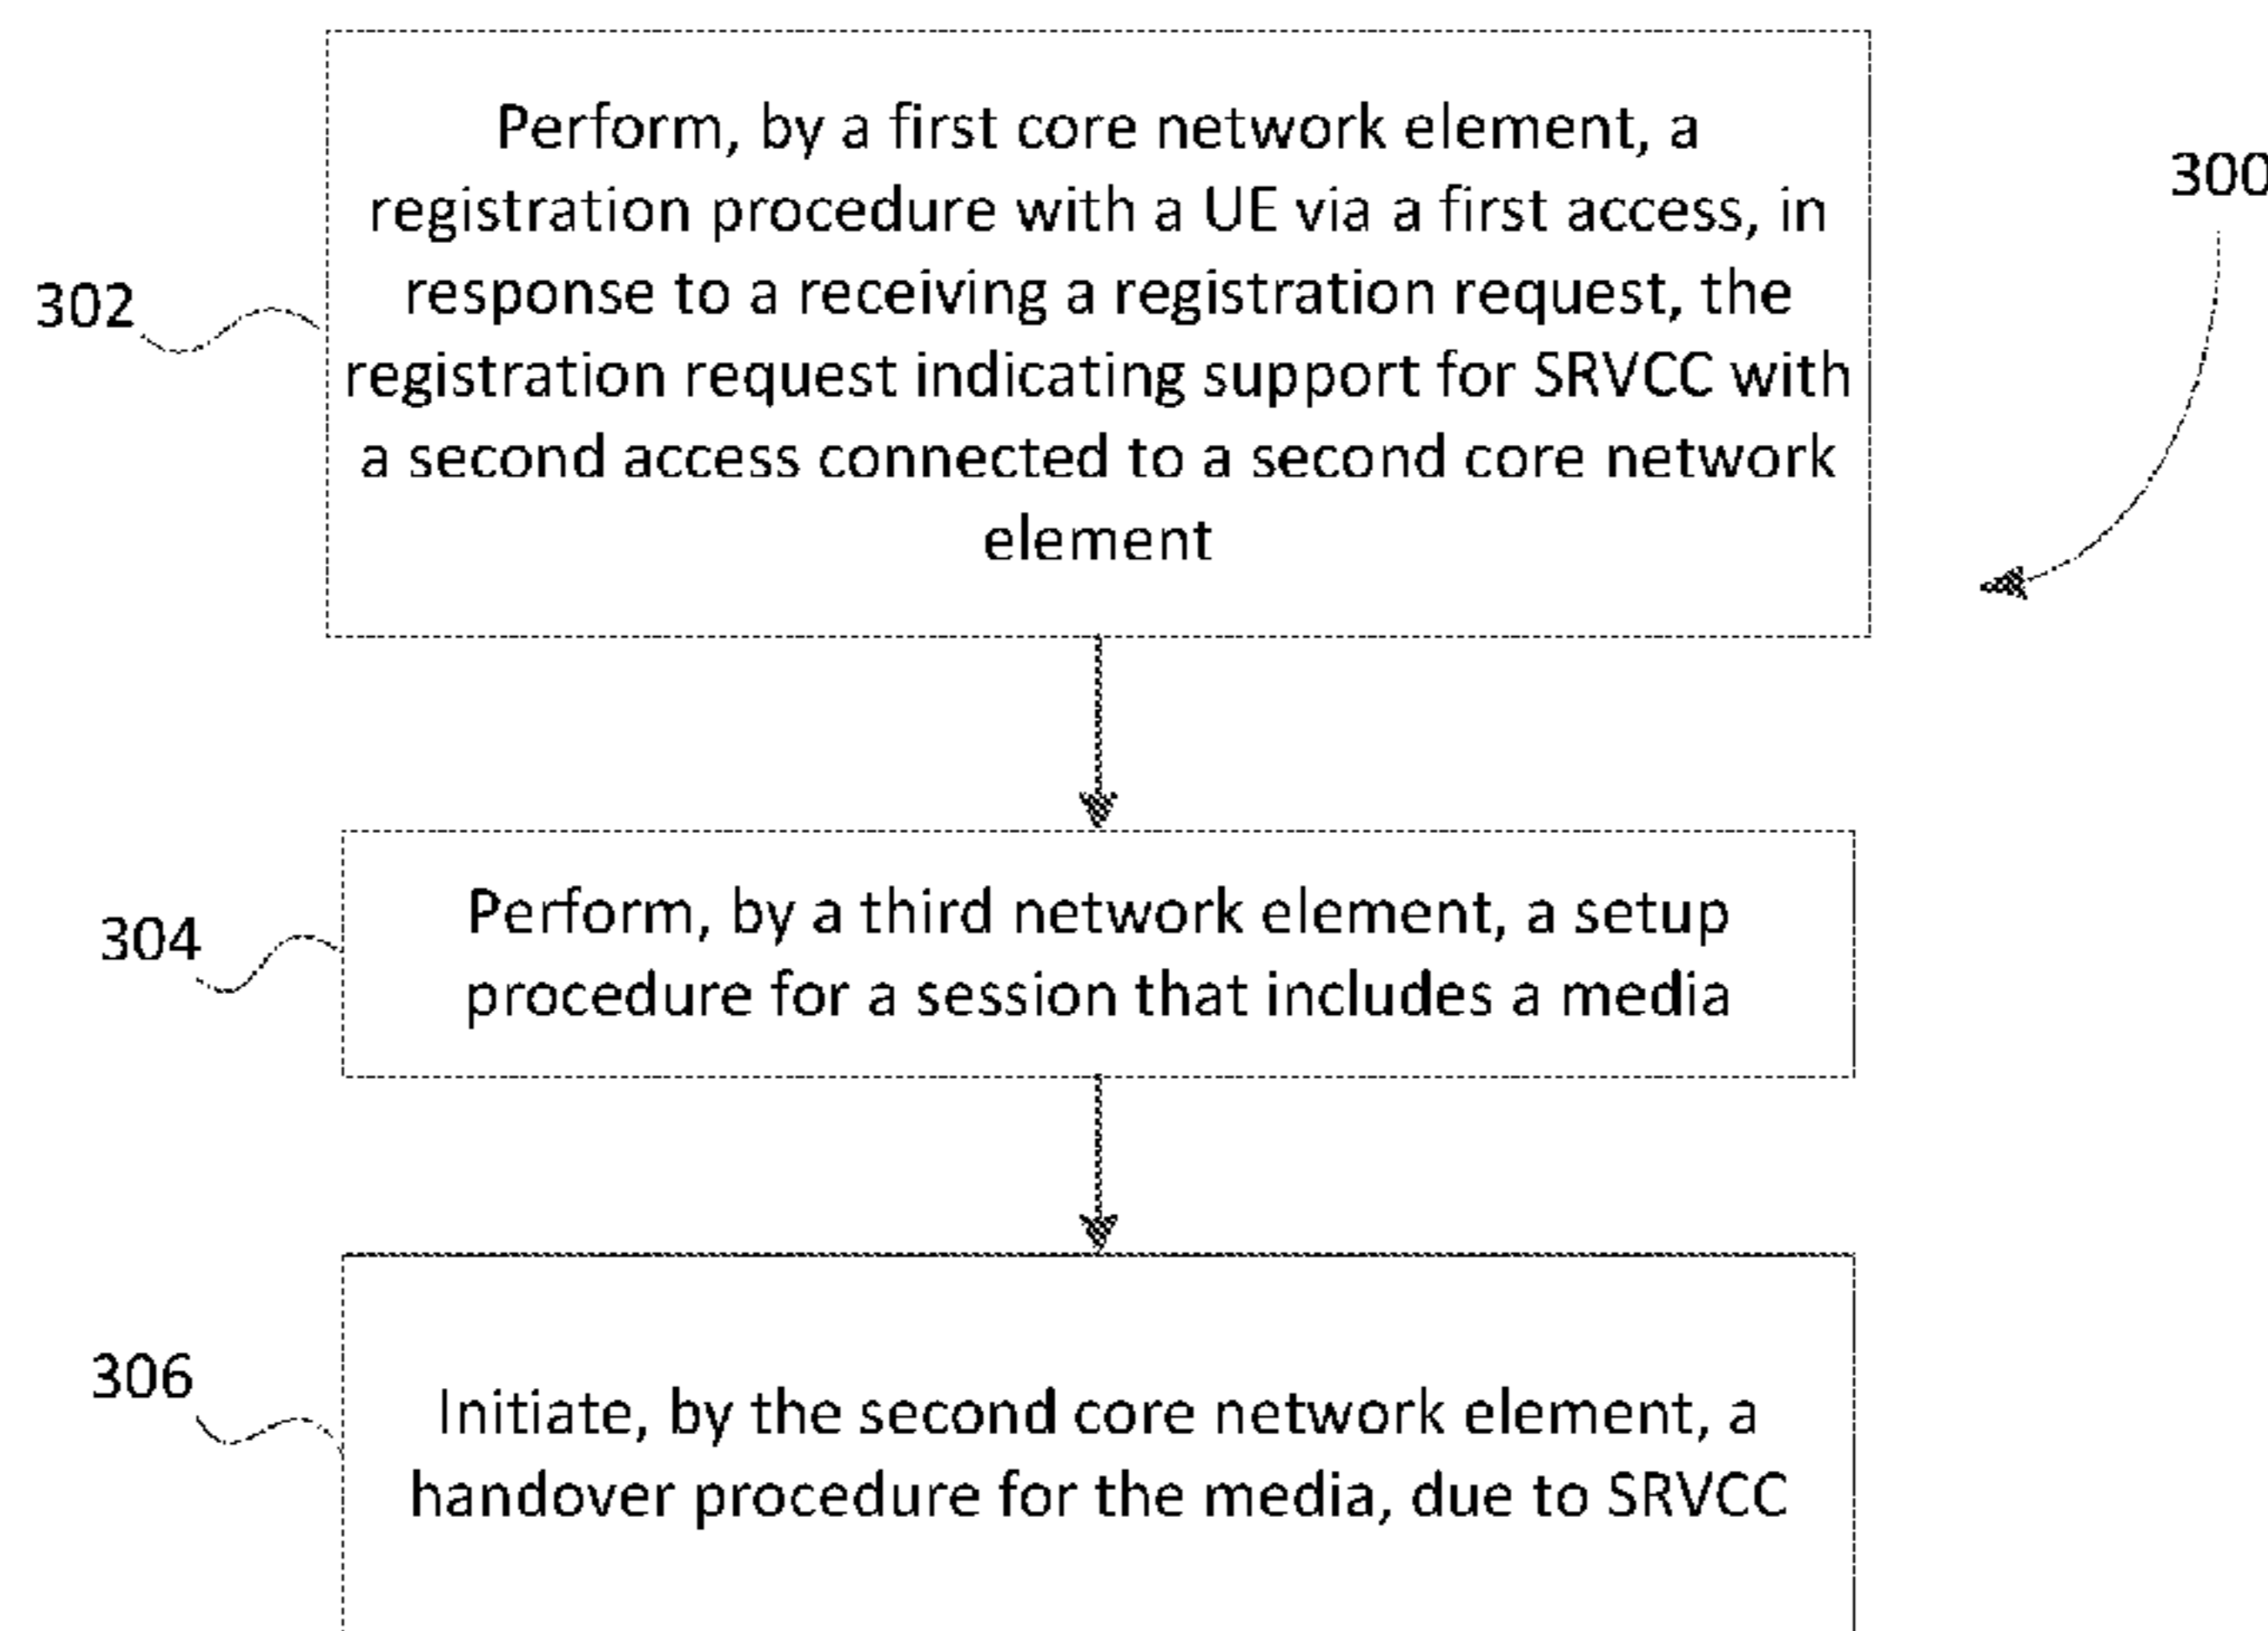 Perform, by a first core network element, a
registration procedure with a UE via a first access, in
response to a receiving a registration request, the
registration request indicating support for SRVCC with
a second access connected to a second core network
element
300
302
Perform, by a third network element, a setup
procedure for a session that includes a media
304
Initiate, by the second core network element, a
handover procedure for the media, due to SRVCC
306